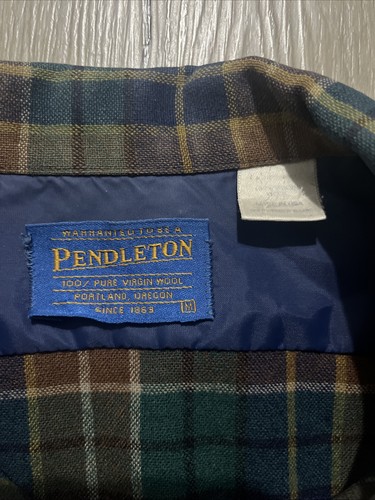 WARRANTED TO BE A
PENDLETON
100% PURE VIRGIN WOOL
PORTLAND, OREGON
SINCE 1863
M